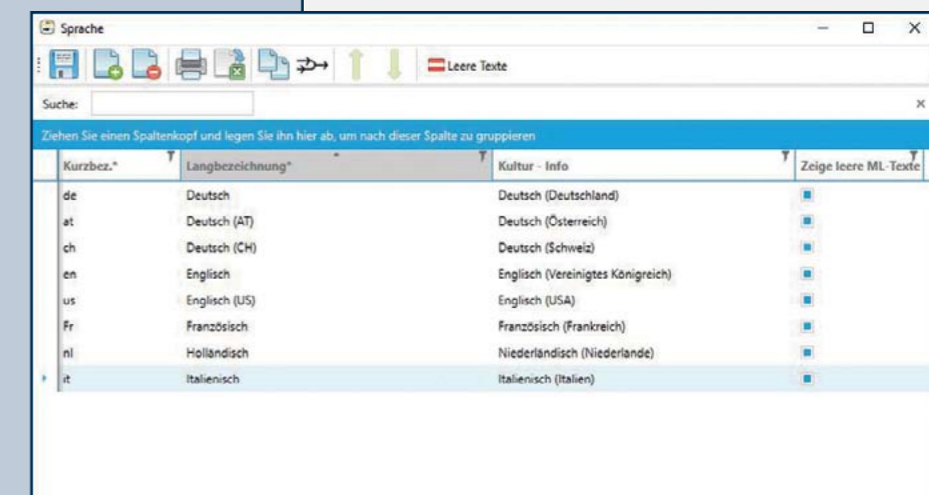 Sprache
Leere Texte
Suche:
Ziehen Sie einen Spaltenkopf und legen Sie ihn hier ab, um nach dieser Spalte zu gruppieren
Kurzbez.* Langbezeichnung* Kultur - Info Zeige leere ML-Texte
de Deutsch Deutsch (Deutschland)
at Deutsch (AT) Deutsch (Österreich)
ch Deutsch (CH) Deutsch (Schweiz)
en Englisch Englisch (Vereinigtes Königreich)
us Englisch (US) Englisch (USA)
Fr Französisch Französisch (Frankreich)
nl Holländisch Niederländisch (Niederlande)
it Italienisch Italienisch (Italien)